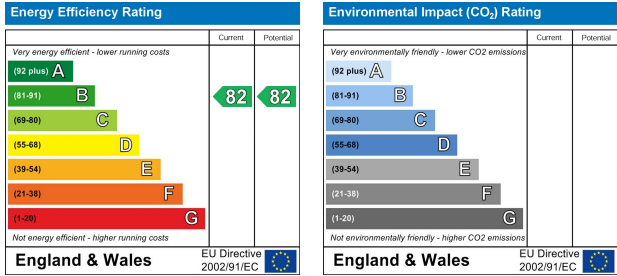 Energy Efficiency Rating
Current Potential
Very energy efficient - lower running costs
(92 plus) A
(81-91) B 82 82
(69-80) C
(55-68) D
(39-54) E
(21-38) F
(1-20) G
Not energy efficient - higher running costs
England & Wales
EU Directive
2002/91/EC
Environmental Impact (CO2) Rating
Current Potential
Very environmentally friendly - lower CO2 emissions
(92 plus) A
(81-91) B
(69-80) C
(55-68) D
(39-54) E
(21-38) F
(1-20) G
Not environmentally friendly - higher CO2 emissions
England & Wales
EU Directive
2002/91/EC